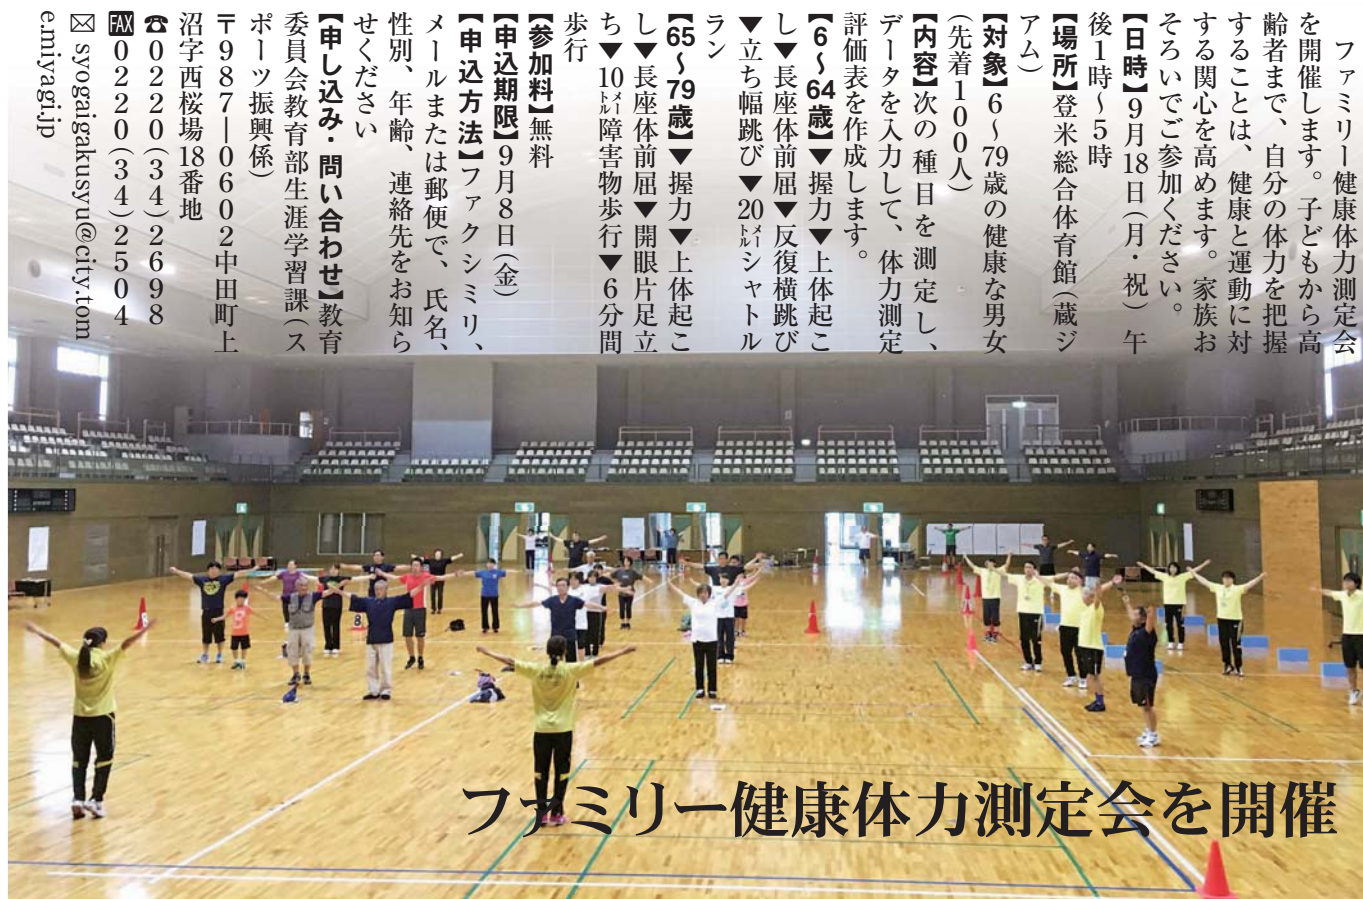 ファミリー健康体力測定会
を開催します。子どもから高
齢者まで、自分の体力を把握
することは、健康と運動に対
する関心を高めます。家族お
そろいでご参加ください。
【日時】9月18日(月・祝) 午
後1時〜5時
【場所】登米総合体育館(蔵ジ
アム)
【対象】6〜79歳の健康な男女
(先着100人)
【内容】次の種目を測定し、
データを入力して、体力測定
評価表を作成します。
【6〜64歳】▼握力▼上体起こ
し▼長座体前屈▼反復横跳び
▼立ち幅跳び▼20メートルシャトル
ラン
【65〜79歳】▼握力▼上体起こ
し▼長座体前屈▼開眼片足立
ち▼10メートル障害物歩行▼6分間
歩行
【参加料】無料
【申込期限】9月8日(金)
【申込方法】ファクシミリ、
メールまたは郵便で、氏名、
性別、年齢、連絡先をお知ら
せください
【申し込み・問い合わせ】教育
委員会教育部生涯学習課(ス
ポーツ振興係)
〒987―0602中田町上
沼字西桜場18番地
☎0220(34)2698
FAX0220(34)2504
✉ syogaigakusyu@city.tom
e.miyagi.jp
ファミリー健康体力測定会を開催
8
8